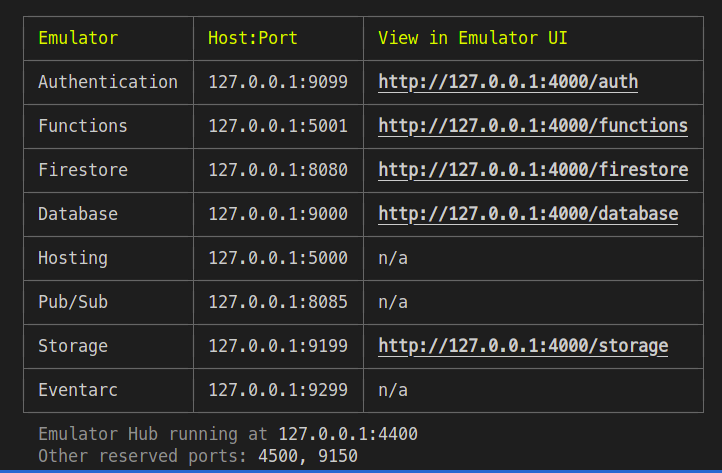 Emulator Host:Port View in Emulator UI
Authentication 127.0.0.1:9099 http://127.0.0.1:4000/auth
Functions 127.0.0.1:5001 http://127.0.0.1:4000/functions
Firestore 127.0.0.1:8080 http://127.0.0.1:4000/firestore
Database 127.0.0.1:9000 http://127.0.0.1:4000/database
Hosting 127.0.0.1:5000 n/a
Pub/Sub 127.0.0.1:8085 n/a
Storage 127.0.0.1:9199 http://127.0.0.1:4000/storage
Eventarc 127.0.0.1:9299 n/a
Emulator Hub running at 127.0.0.1:4400
Other reserved ports: 4500, 9150